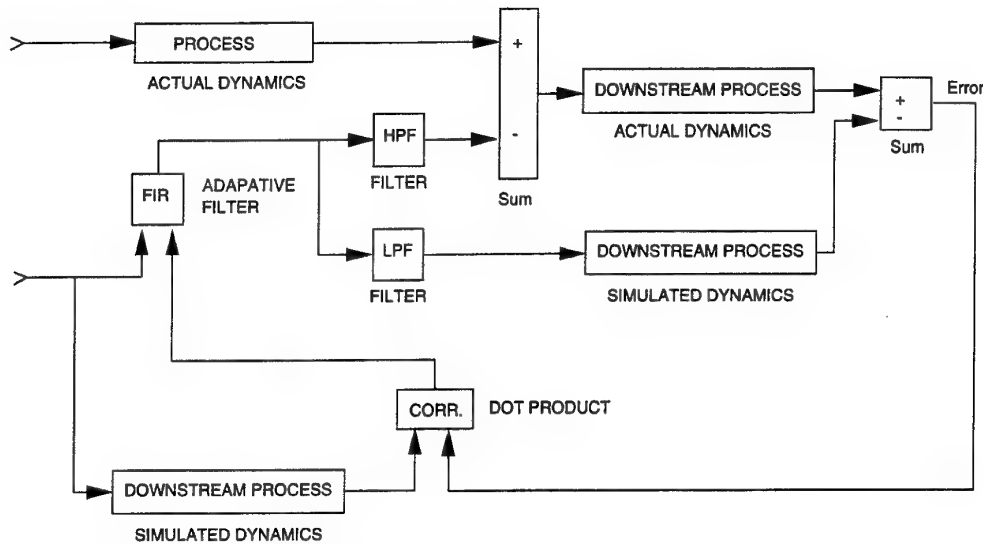 PROCESS
ACTUAL DYNAMICS
+
-
Sum
DOWNSTREAM PROCESS
ACTUAL DYNAMICS
+
-
Sum
Error
HPF
FILTER
FIR
ADAPATIVE
FILTER
LPF
FILTER
DOWNSTREAM PROCESS
SIMULATED DYNAMICS
CORR.
DOT PRODUCT
DOWNSTREAM PROCESS
SIMULATED DYNAMICS